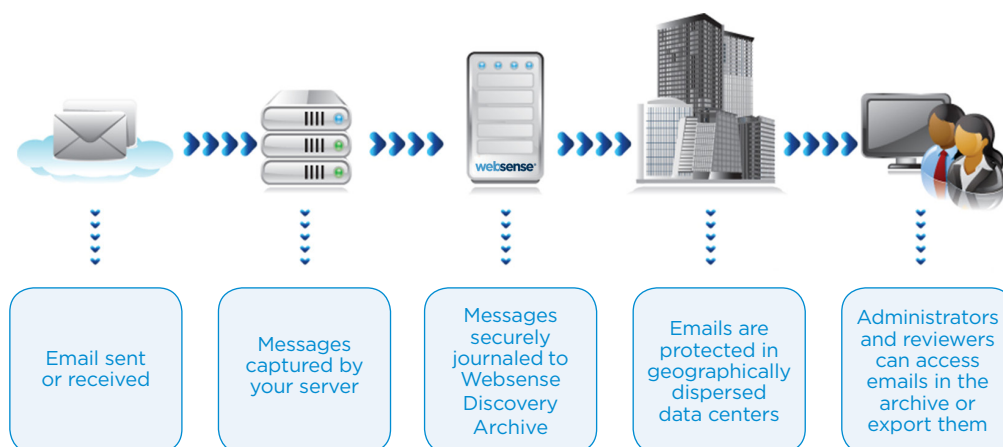 websense
Email sent
or received
Messages
captured by
your server
Messages
securely
journaled to
Websense
Discovery
Archive
Emails are
protected in
geographically
dispersed
data centers
Administrators
and reviewers
can access
emails in the
archive or
export them